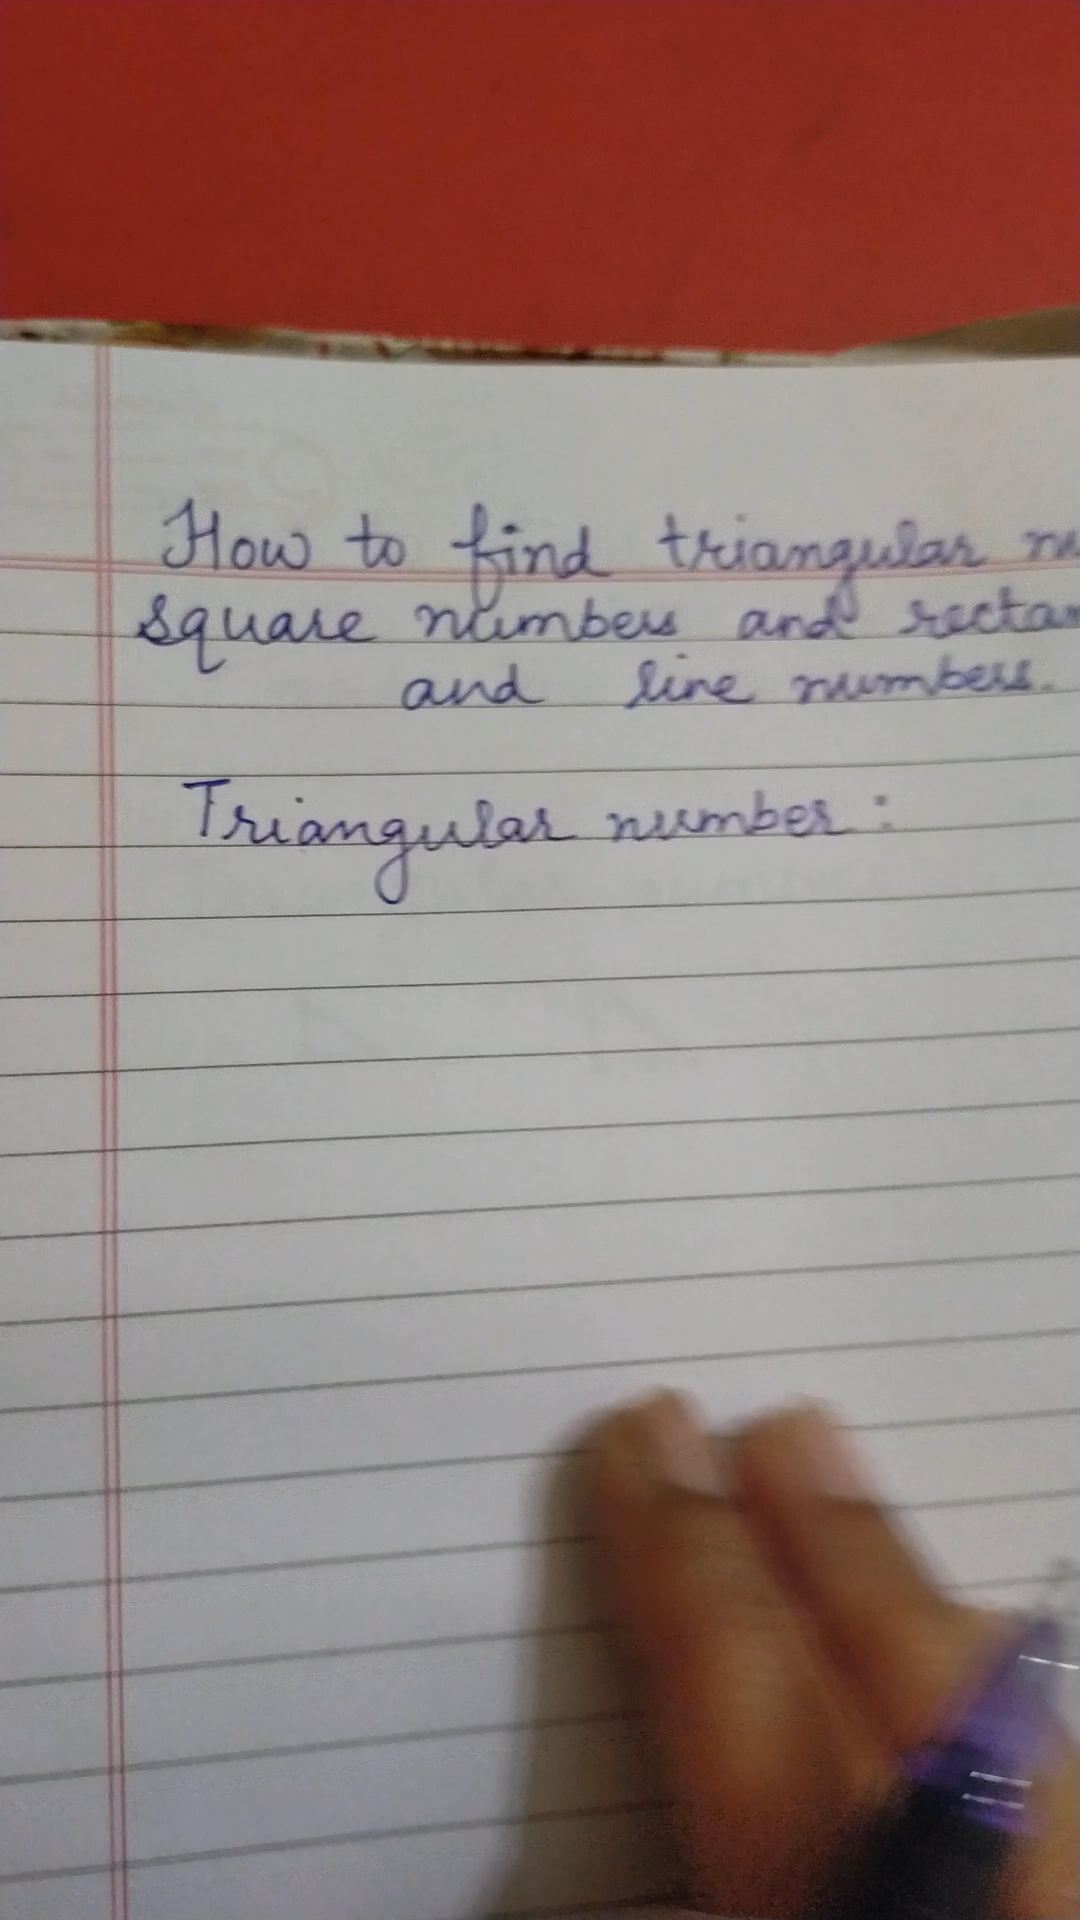 How to find triangular
square numbers and
and line numbers.
Triangular number :